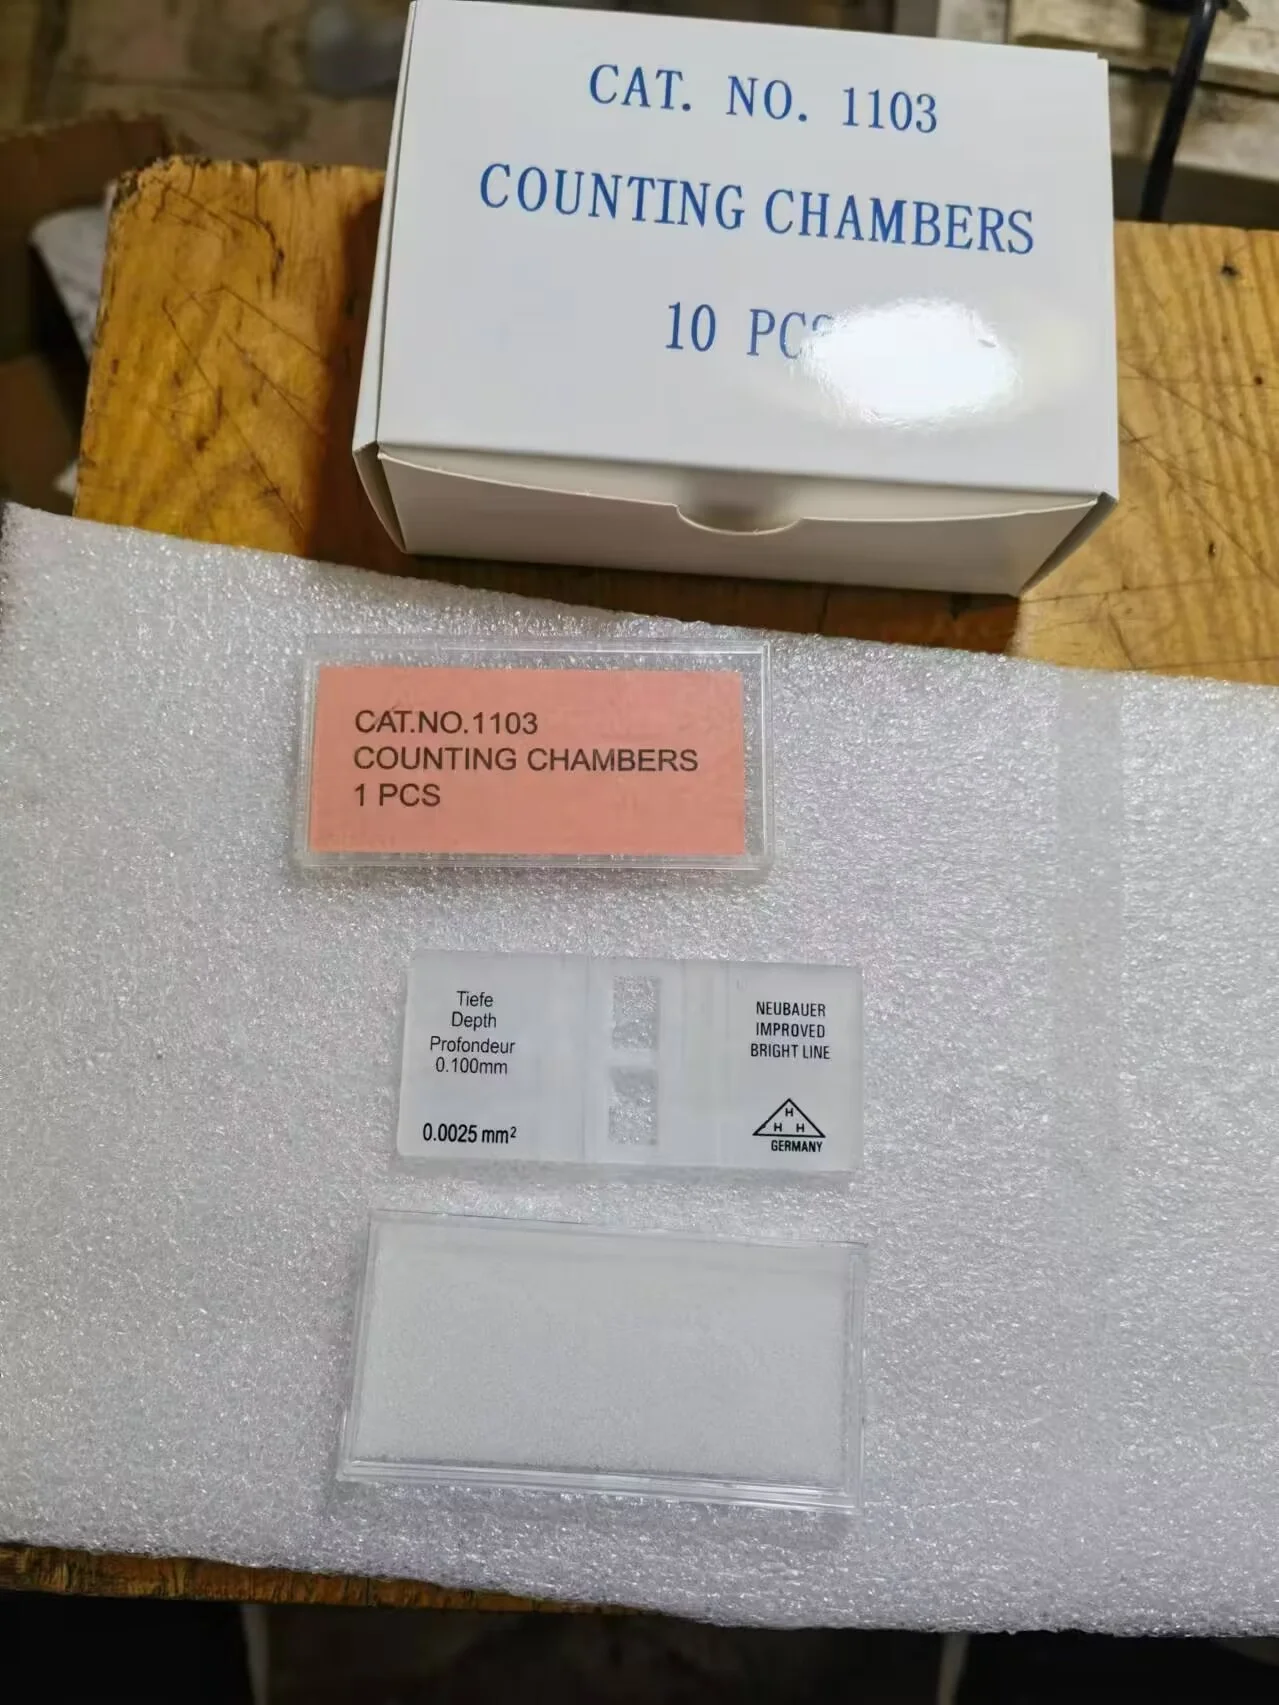 CAT. NO. 1103
COUNTING CHAMBERS
10 PCS
CAT.NO.1103
COUNTING CHAMBERS
1 PCS
Tiefe
Depth
Profondeur
0.100mm
0.0025 mm²
NEUBAUER
IMPROVED
BRIGHT LINE
H
H H
GERMANY